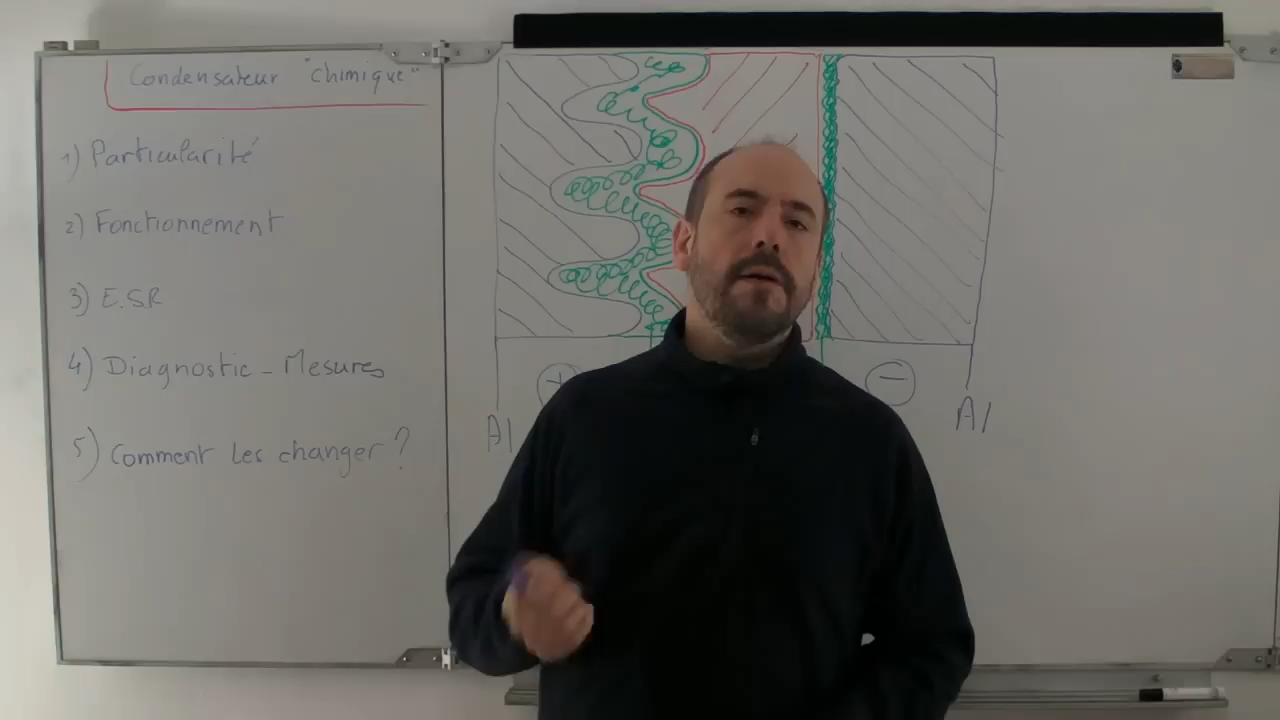 Condensateur "chimique"
1) Particularité
2) Fonctionnement
3) E.S.R
4) Diagnostic - Mesures
5) Comment les changer ?
+
−
Al
Al